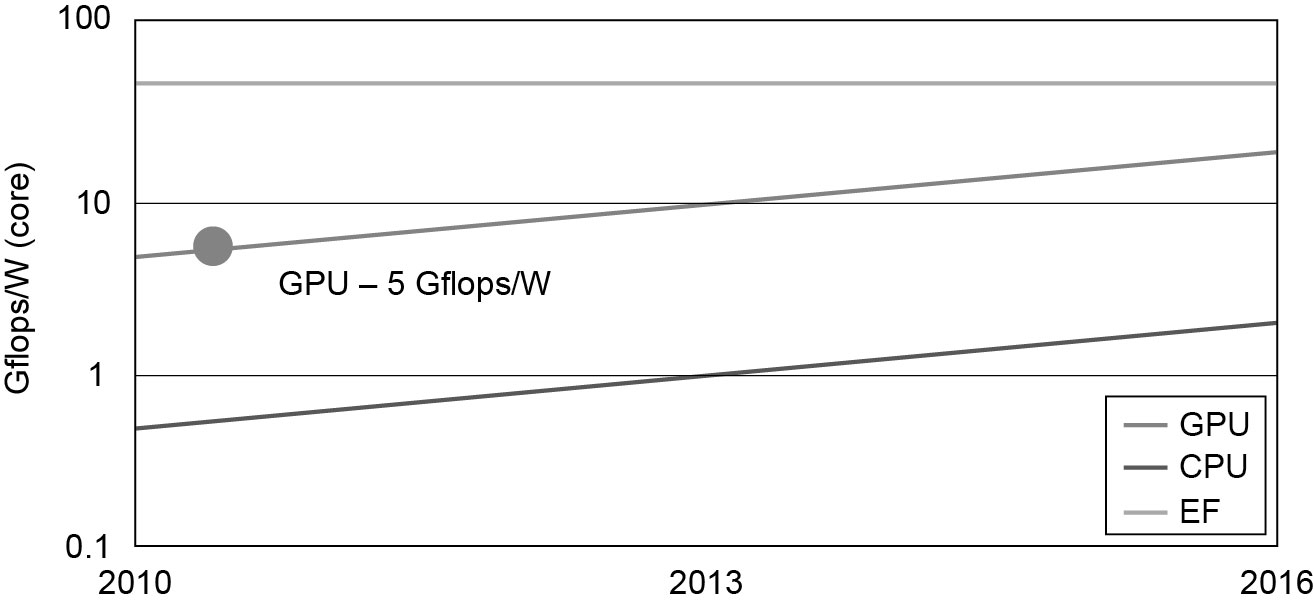 100
10
1
0.1
Gflops/W (core)
GPU – 5 Gflops/W
GPU
CPU
EF
2010
2013
2016